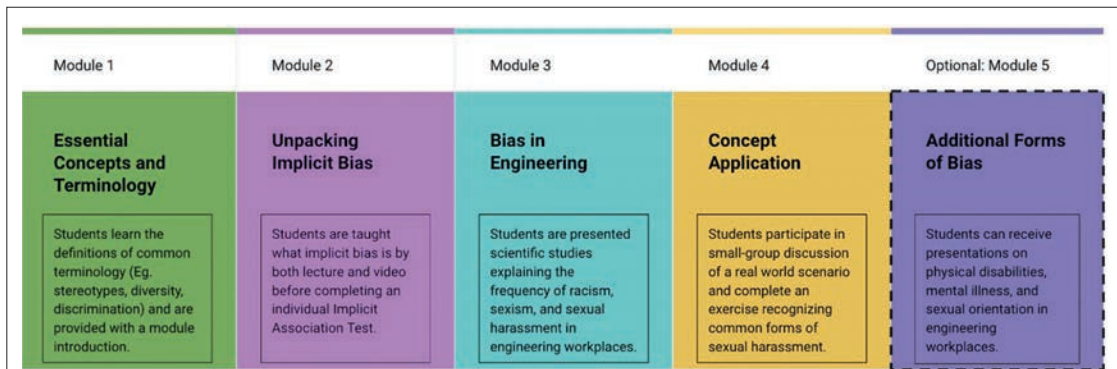 Module 1
Essential
Concepts and
Terminology
Students learn the
definitions of common
terminology (Eg.
stereotypes, diversity,
discrimination) and are
provided with a module
introduction.
Module 2
Unpacking
Implicit Bias
Students are taught
what implicit bias is by
both lecture and video
before completing an
individual Implicit
Association Test.
Module 3
Bias in
Engineering
Students are presented
scientific studies
explaining the
frequency of racism,
sexism, and sexual
harassment in
engineering workplaces.
Module 4
Concept
Application
Students participate in
small-group discussion
of a real world scenario
and complete an
exercise recognizing
common forms of
sexual harassment.
Optional: Module 5
Additional Forms
of Bias
Students can receive
presentations on
physical disabilities,
mental illness, and
sexual orientation in
engineering
workplaces.